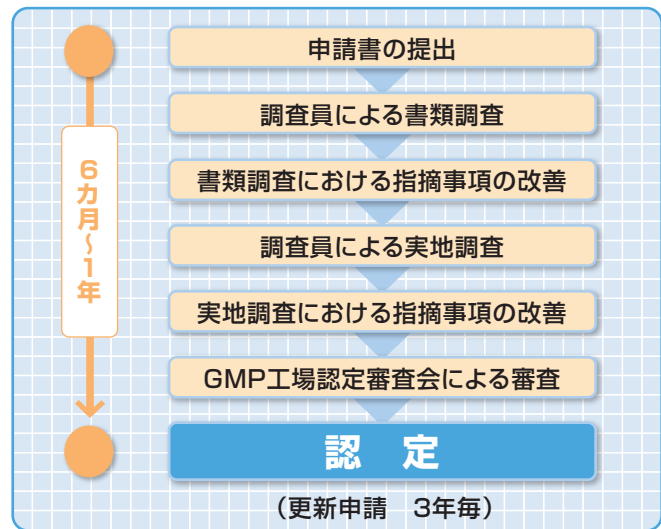 申請書の提出
調査員による書類調査
書類調査における指摘事項の改善
調査員による実地調査
実地調査における指摘事項の改善
GMP工場認定審査会による審査
認 定
(更新申請 3年毎)
6カ月~1年